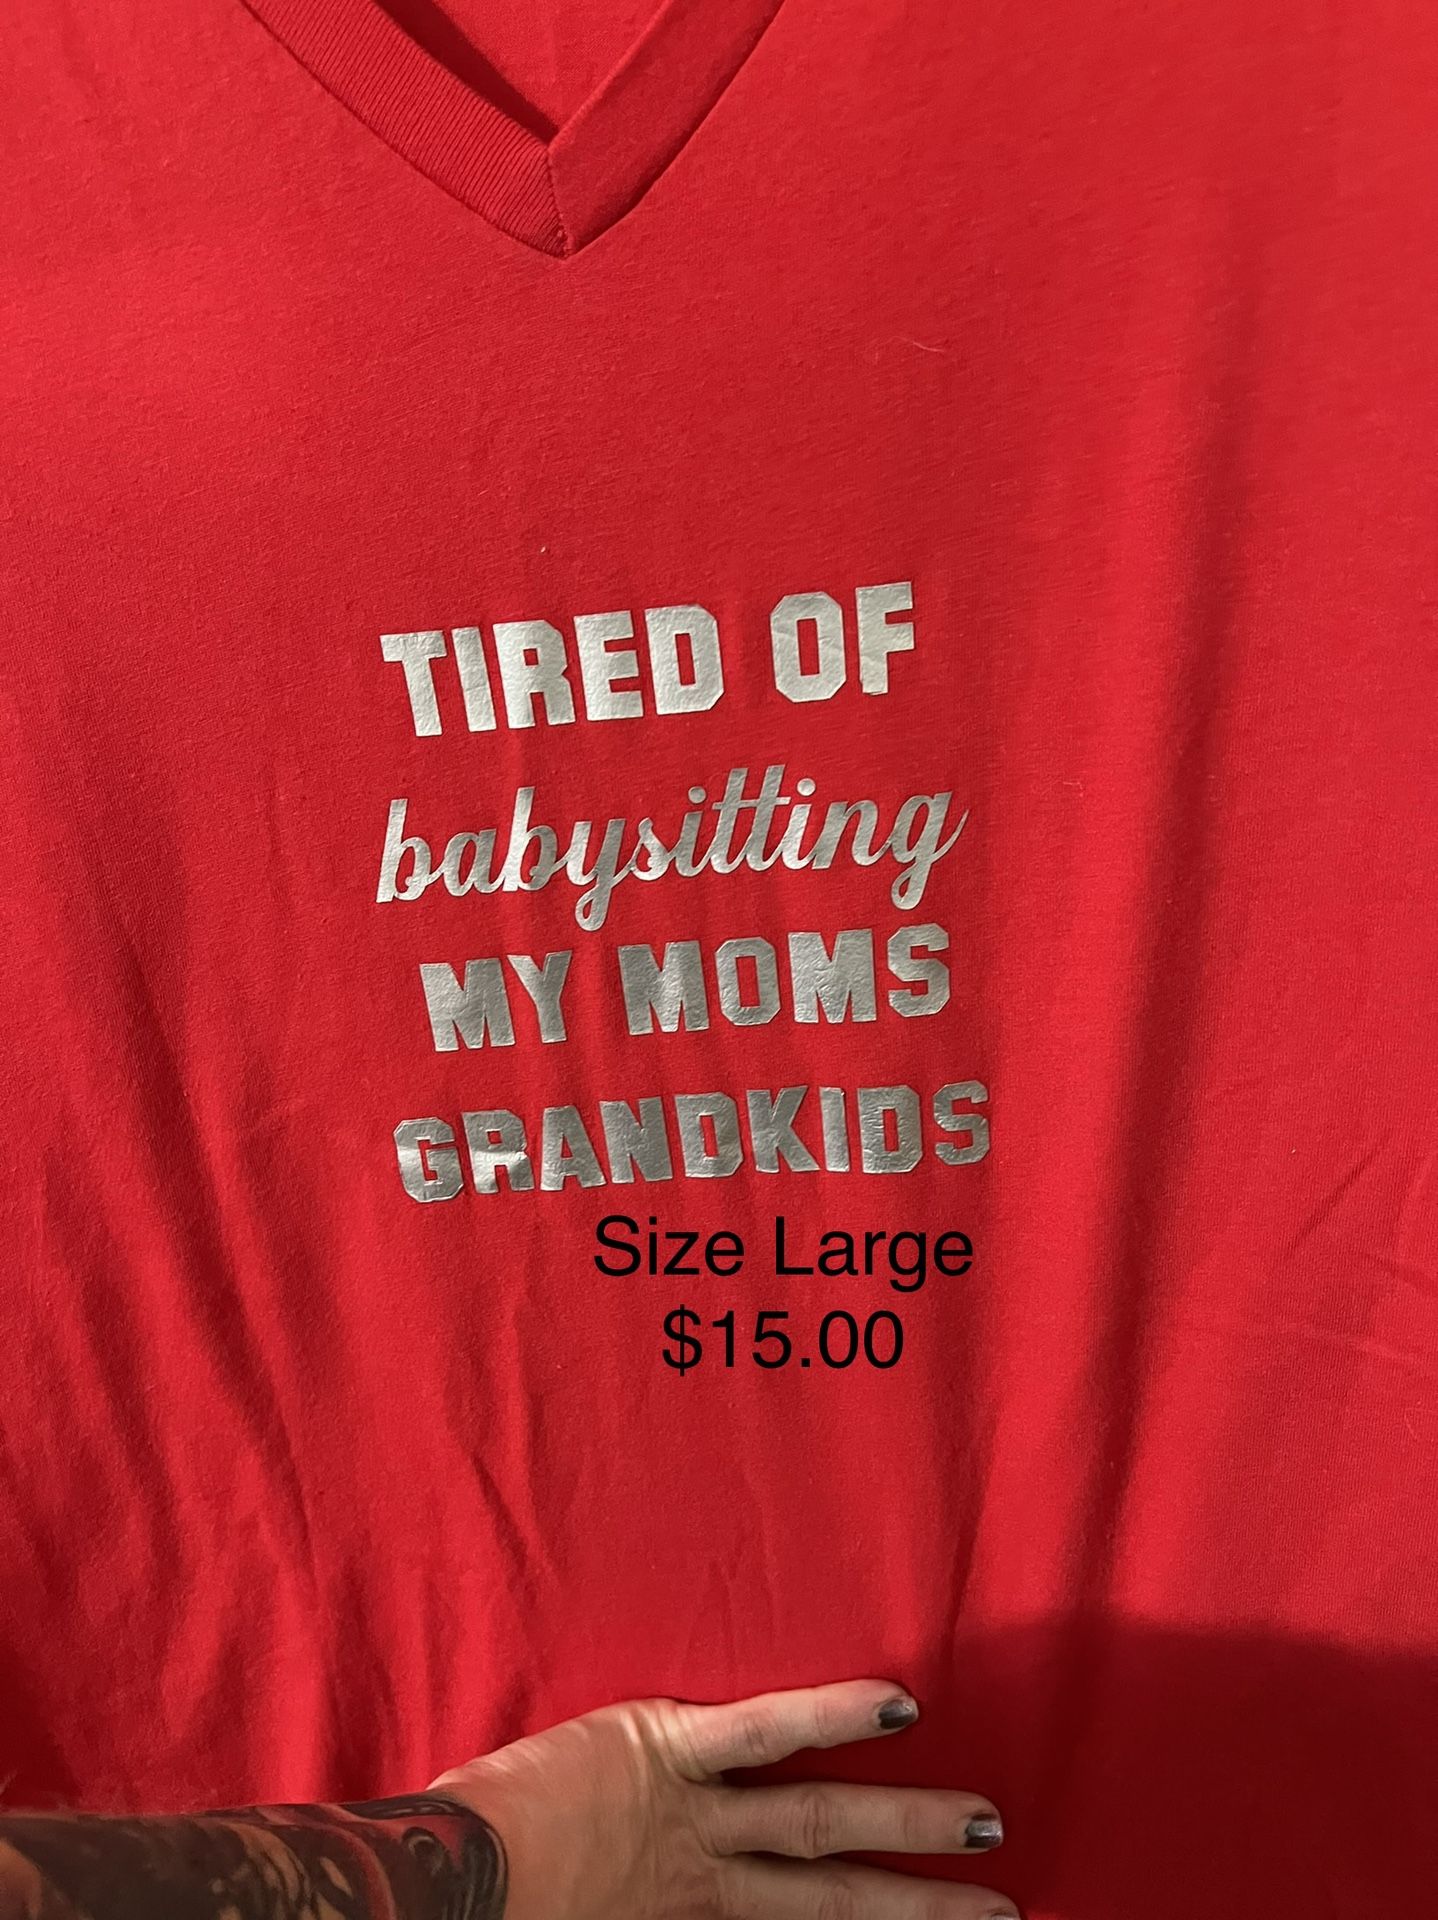 TIRED OF
babysitting
MY MOMS
GRANDKIDS
Size Large
$15.00